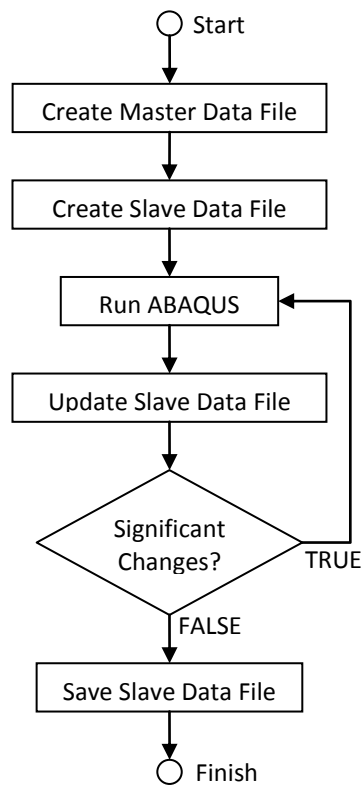 Start
Create Master Data File
Create Slave Data File
Run ABAQUS
Update Slave Data File
Significant
Changes?
TRUE
FALSE
Save Slave Data File
Finish